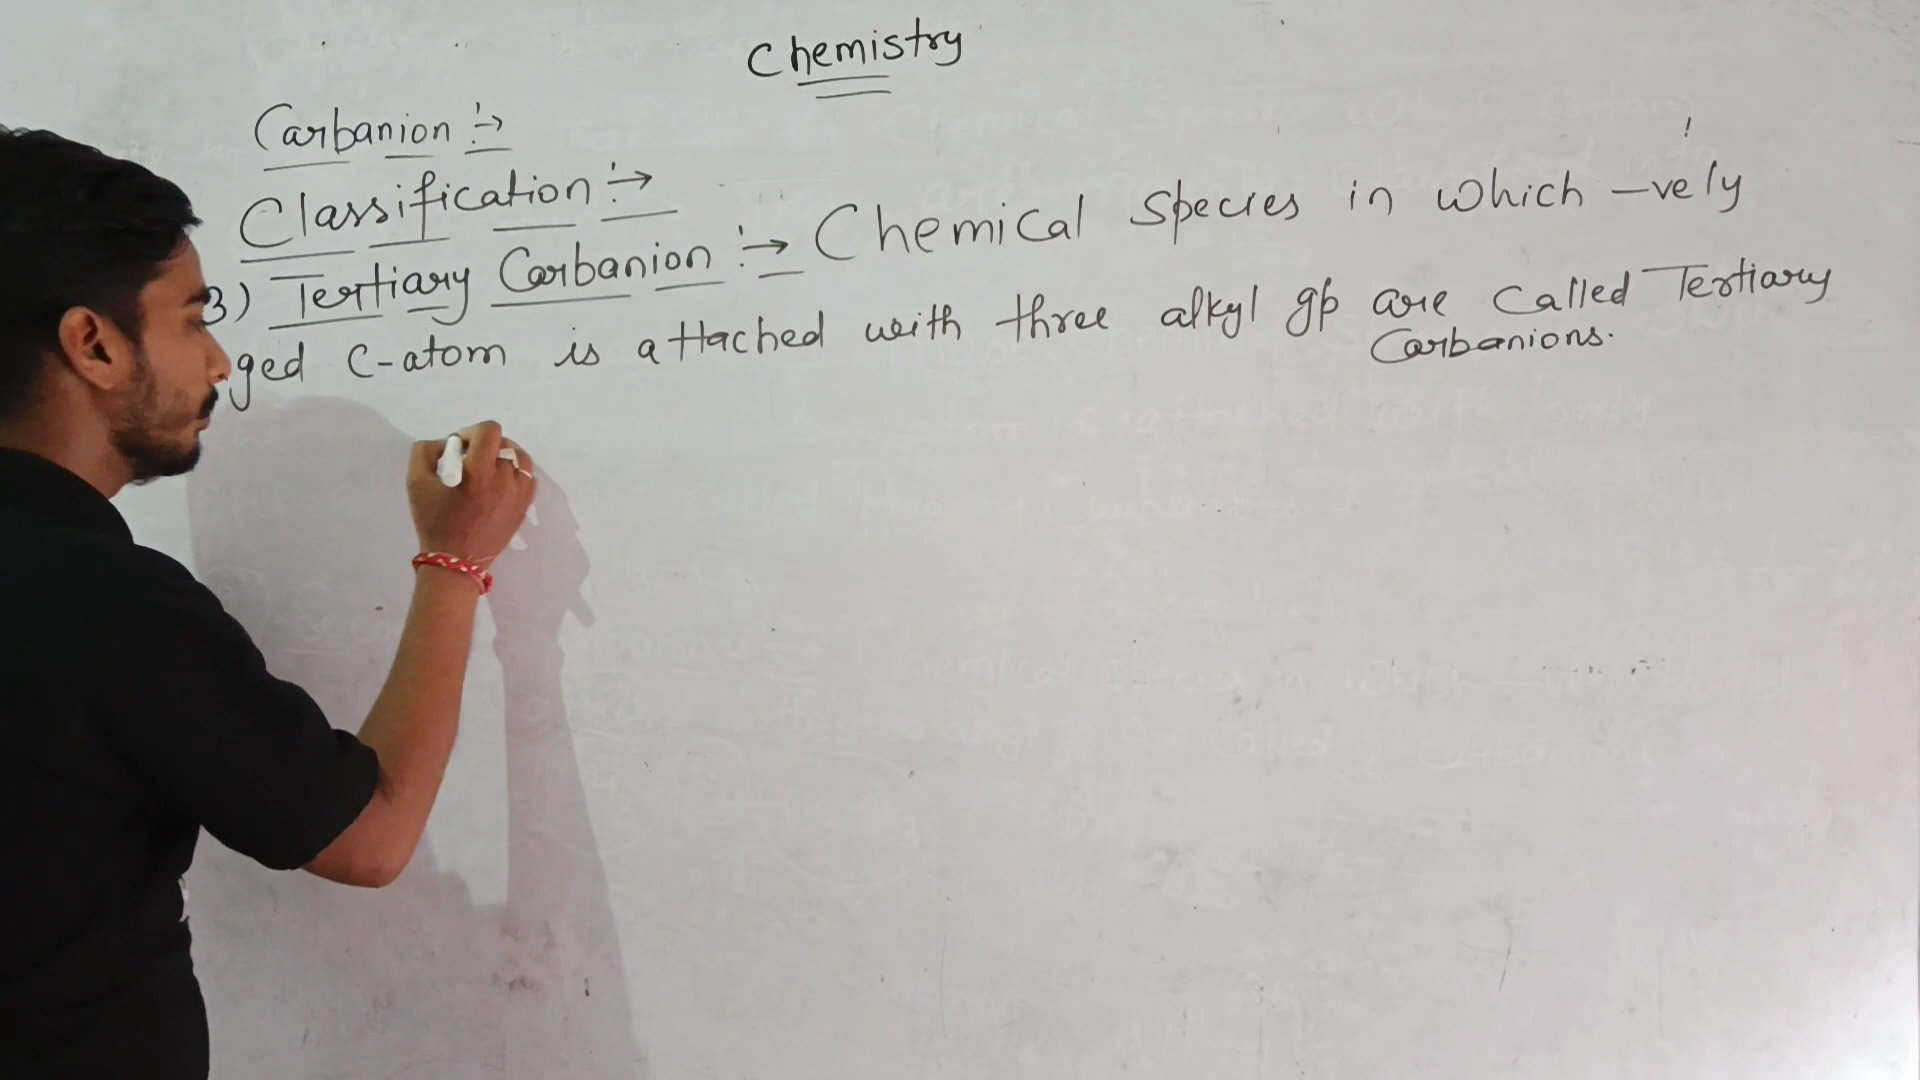 Chemistry
Carbanion :→
Classification :→
3) Tertiary Carbanion :→ Chemical Species in which -vely
ged C-atom is attached with three alkyl gp are Called Tertiary
Carbanions.